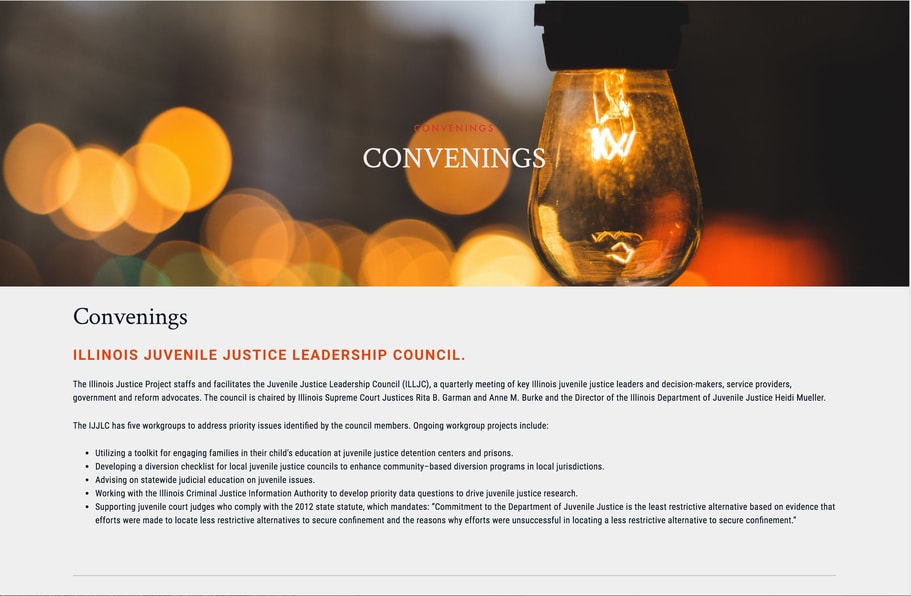 CONVENINGS
CONVENINGS
Convenings
ILLINOIS JUVENILE JUSTICE LEADERSHIP COUNCIL.
The Illinois Justice Project staffs and facilitates the Juvenile Justice Leadership Council (ILLJC), a quarterly meeting of key Illinois juvenile justice leaders and decision-makers, service providers,
government and reform advocates. The council is chaired by Illinois Supreme Court Justices Rita B. Garman and Anne M. Burke and the Director of the Illinois Department of Juvenile Justice Heidi Mueller.
The IJJLC has five workgroups to address priority issues identified by the council members. Ongoing workgroup projects include:
• Utilizing a toolkit for engaging families in their child's education at juvenile justice detention centers and prisons.
• Developing a diversion checklist for local juvenile justice councils to enhance community–based diversion programs in local jurisdictions.
• Advising on statewide judicial education on juvenile issues.
• Working with the Illinois Criminal Justice Information Authority to develop priority data questions to drive juvenile justice research.
• Supporting juvenile court judges who comply with the 2012 state statute, which mandates: "Commitment to the Department of Juvenile Justice is the least restrictive alternative based on evidence that
efforts were made to locate less restrictive alternatives to secure confinement and the reasons why efforts were unsuccessful in locating a less restrictive alternative to secure confinement."